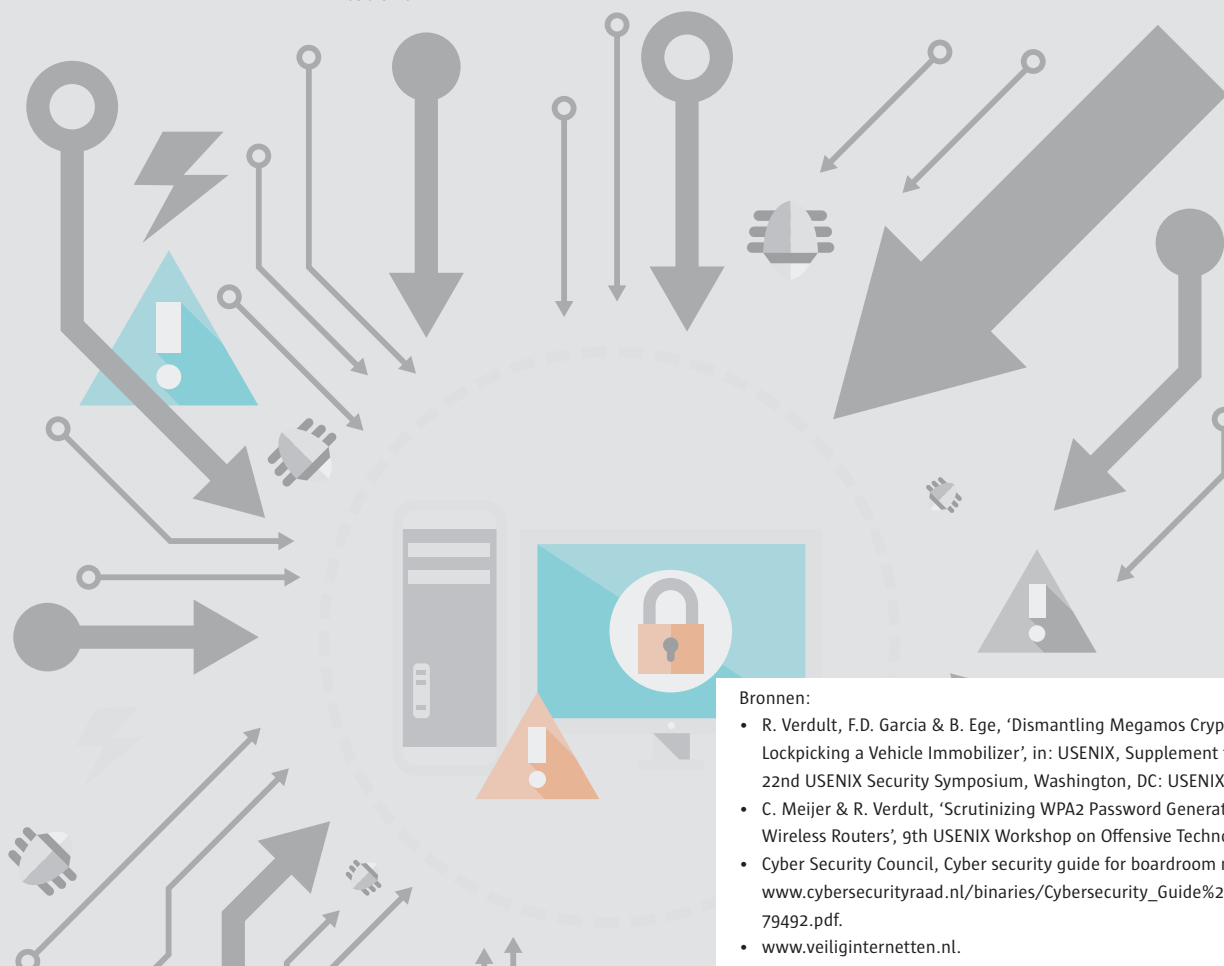 Bronnen:
• R. Verdult, F.D. Garcia & B. Ege, ‘Dismantling Megamos Cryp
Lockpicking a Vehicle Immobilizer’, in: USENIX, Supplement
22nd USENIX Security Symposium, Washington, DC: USENIX
• C. Meijer & R. Verdult, ‘Scrutinizing WPA2 Password Generat
Wireless Routers’, 9th USENIX Workshop on Offensive Techno
• Cyber Security Council, Cyber security guide for boardroom
www.cybersecurityraad.nl/binaries/Cybersecurity_Guide%2
79492.pdf.
• www.veiliginternetten.nl.